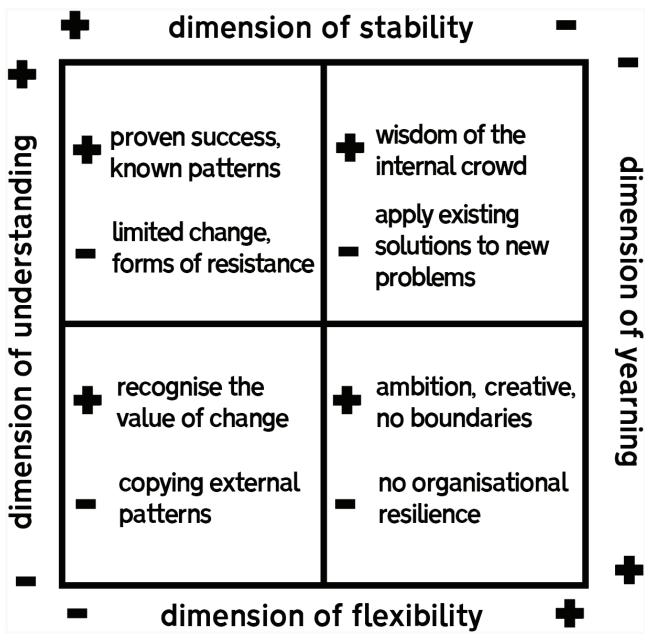 + dimension of stability -
+ dimension of understanding -
- dimension of yearning +
+ proven success,
known patterns
- limited change,
forms of resistance
+ wisdom of the
internal crowd
- apply existing
solutions to new
problems
+ recognise the
value of change
- copying external
patterns
+ ambition, creative,
no boundaries
- no organisational
resilience
- dimension of flexibility +